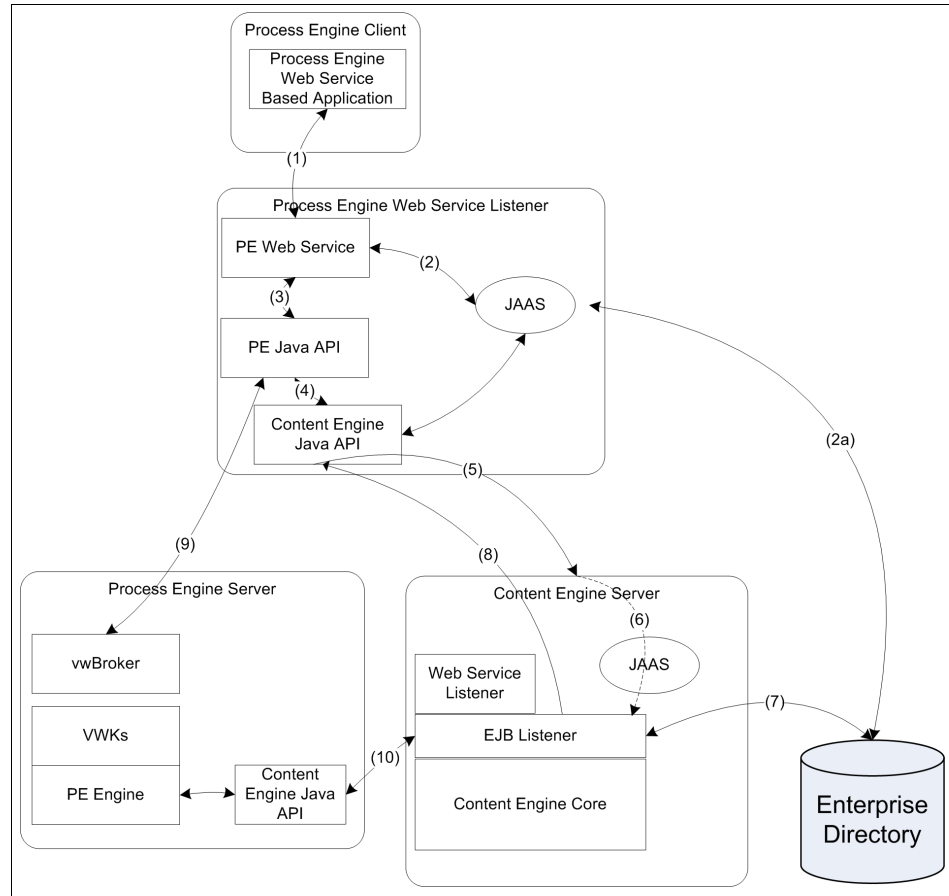 Process Engine Client
Process Engine
Web Service
Based Application
(1)
Process Engine Web Service Listener
PE Web Service
(2)
(3)
JAAS
PE Java API
(4)
Content Engine
Java API
(2a)
(5)
(9)
(8)
Process Engine Server
Content Engine Server
(6)
vwBroker
JAAS
Web Service
Listener
(7)
VWKs
EJB Listener
(10)
PE Engine
Content
Engine Java
API
Content Engine Core
Enterprise
Directory